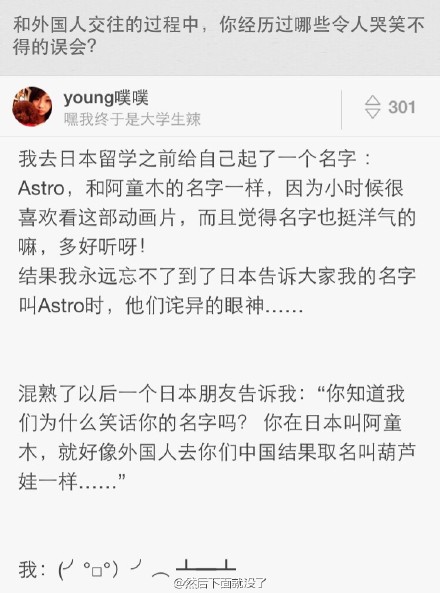 和外国人交往的过程中，你经历过哪些令人哭笑不
得的误会？
young噗噗
嘿我终于是大学生辣
301
我去日本留学之前给自己起了一个名字：
Astro，和阿童木的名字一样，因为小时候很
喜欢看这部动画片，而且觉得名字也挺洋气的
嘛，多好听呀！
结果我永远忘不了到了日本告诉大家我的名字
叫Astro时，他们诧异的眼神……
混熟了以后一个日本朋友告诉我：“你知道我
们为什么笑话你的名字吗？ 你在日本叫阿童
木，就好像外国人去你们中国结果取名叫葫芦
娃一样……”
我：(╯°□°）╯︵ ┻━┻
@然后下面就没了